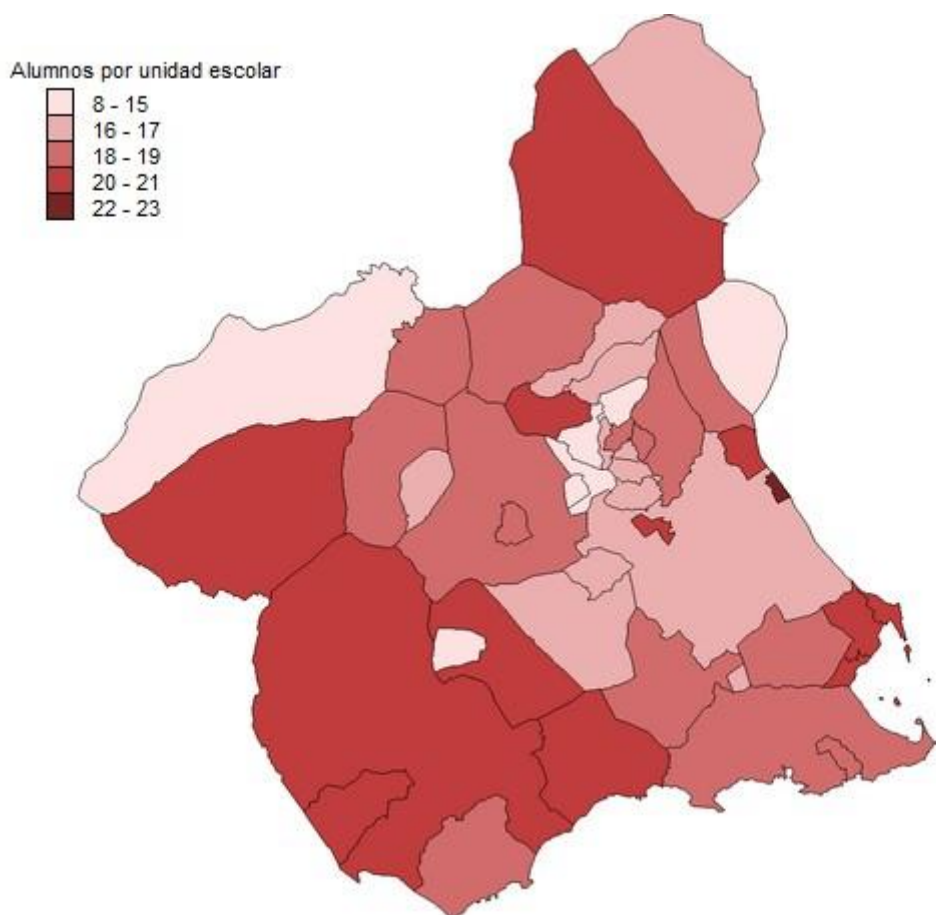 Alumnos por unidad escolar
8 - 15
16 - 17
18 - 19
20 - 21
22 - 23